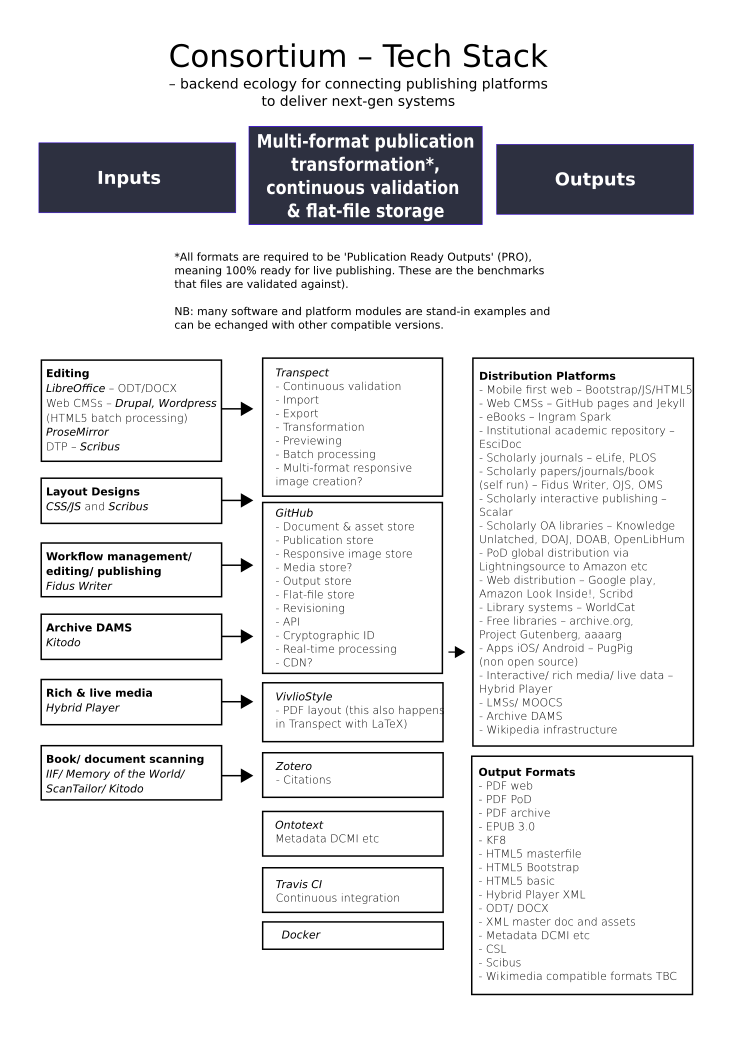 Consortium – Tech Stack
– backend ecology for connecting publishing platforms
to deliver next-gen systems
Inputs
Multi-format publication
transformation*,
continuous validation
& flat-file storage
Outputs
*All formats are required to be 'Publication Ready Outputs' (PRO),
meaning 100% ready for live publishing. These are the benchmarks
that files are validated against).
NB: many software and platform modules are stand-in examples and
can be echanged with other compatible versions.
Editing
LibreOffice – ODT/DOCX
Web CMSs – Drupal, Wordpress
(HTML5 batch processing)
ProseMirror
DTP – Scribus
Layout Designs
CSS/JS and Scribus
Workflow management/
editing/ publishing
Fidus Writer
Archive DAMS
Kitodo
Rich & live media
Hybrid Player
Book/ document scanning
IIF/ Memory of the World/
ScanTailor/ Kitodo
Transpect
- Continuous validation
- Import
- Export
- Transformation
- Previewing
- Batch processing
- Multi-format responsive
image creation?
GitHub
- Document & asset store
- Publication store
- Responsive image store
- Media store?
- Output store
- Flat-file store
- Revisioning
- API
- Cryptographic ID
- Real-time processing
- CDN?
VivlioStyle
- PDF layout (this also happens
in Transpect with LaTeX)
Zotero
- Citations
Ontotext
Metadata DCMI etc
Travis CI
Continuous integration
Docker
Distribution Platforms
- Mobile first web – Bootstrap/JS/HTML5
- Web CMSs – GitHub pages and Jekyll
- eBooks – Ingram Spark
- Institutional academic repository –
EsciDoc
- Scholarly journals – eLife, PLOS
- Scholarly papers/journals/book
(self run) – Fidus Writer, OJS, OMS
- Scholarly interactive publishing –
Scalar
- Scholarly OA libraries – Knowledge
Unlatched, DOAJ, DOAB, OpenLibHum
- PoD global distribution via
Lightningsource to Amazon etc
- Web distribution – Google play,
Amazon Look Inside!, Scribd
- Library systems – WorldCat
- Free libraries – archive.org,
Project Gutenberg, aaaarg
- Apps iOS/ Android – PugPig
(non open source)
- Interactive/ rich media/ live data –
Hybrid Player
- LMSs/ MOOCS
- Archive DAMS
- Wikipedia infrastructure
Output Formats
- PDF web
- PDF PoD
- PDF archive
- EPUB 3.0
- KF8
- HTML5 masterfile
- HTML5 Bootstrap
- HTML5 basic
- Hybrid Player XML
- ODT/ DOCX
- XML master doc and assets
- Metadata DCMI etc
- CSL
- Scibus
- Wikimedia compatible formats TBC